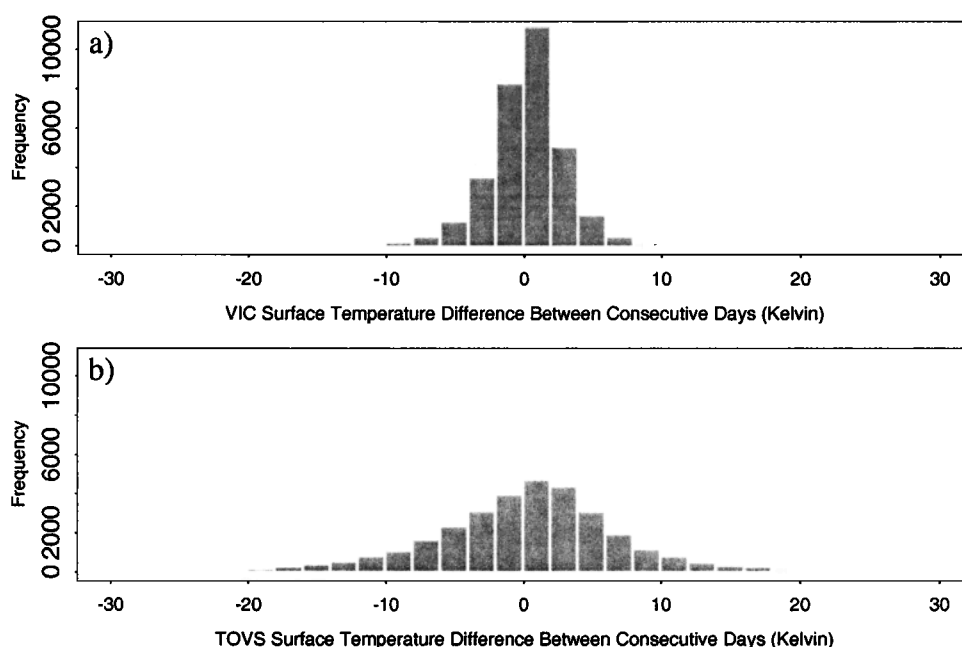 a)
10000
6000
2000
0
Frequency
-30 -20 -10 0 10 20 30
VIC Surface Temperature Difference Between Consecutive Days (Kelvin)
b)
10000
6000
2000
0
Frequency
-30 -20 -10 0 10 20 30
TOVS Surface Temperature Difference Between Consecutive Days (Kelvin)